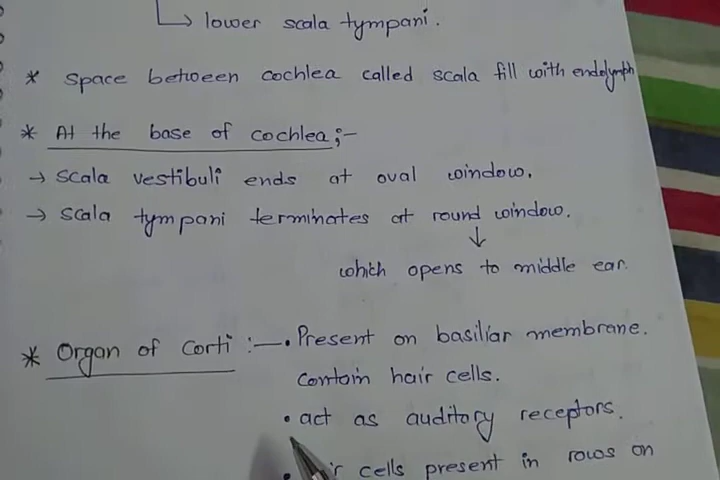 ↳ lower scala tympani.
* Space between cochlea called scala fill with endolymph
* At the base of cochlea;-
→ scala vestibuli ends at oval window.
→ scala tympani terminates at round window.
↓
which opens to middle ear.
* Organ of Corti :— • Present on basiliar membrane.
Contain hair cells.
• act as auditory receptors.
• cells present in rows on